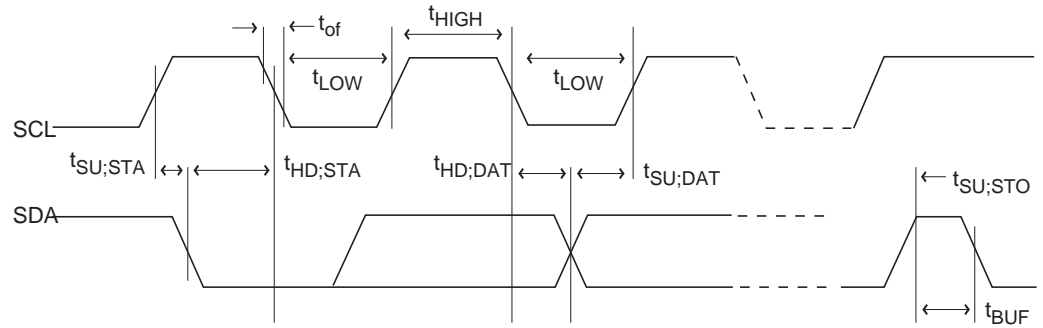 tof
tHIGH
tLOW
tLOW
SCL
tSU;STA
tHD;STA
tHD;DAT
tSU;DAT
tSU;STO
SDA
tBUF